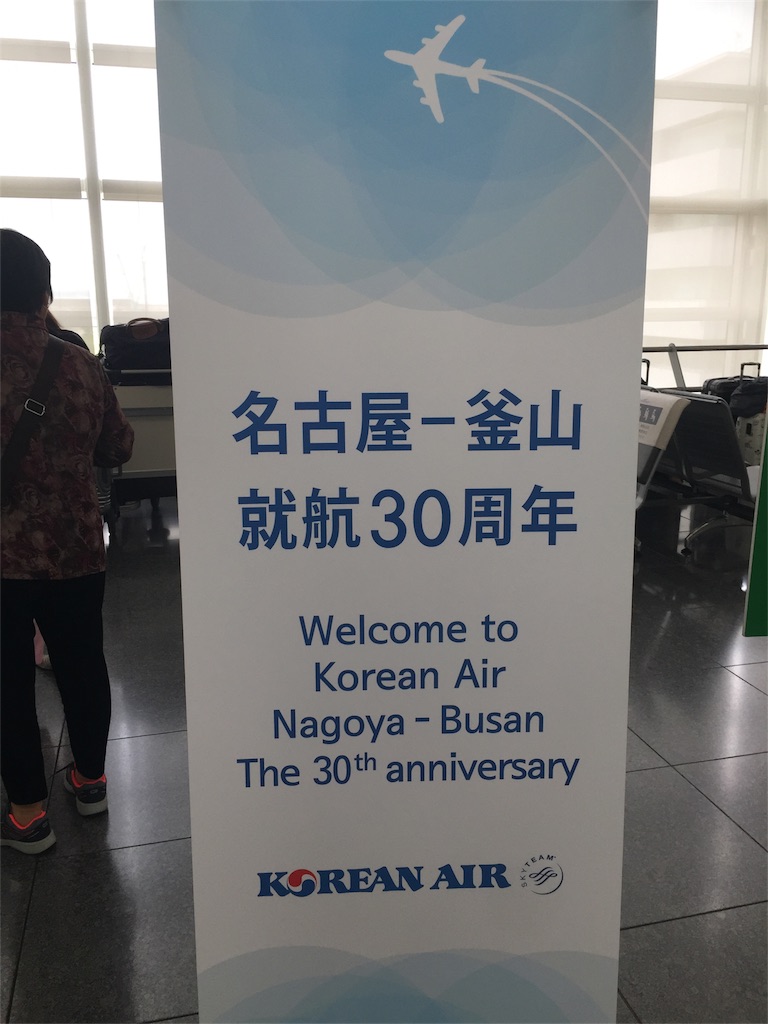 名古屋-釜山
就航30周年
Welcome to
Korean Air
Nagoya - Busan
The 30th anniversary
KOREAN AIR
SKYTEAM